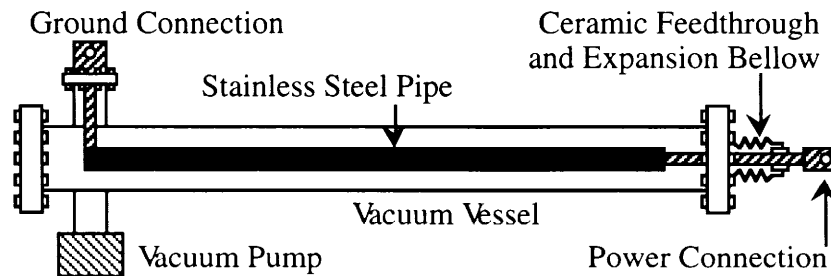 Ground Connection
Ceramic Feedthrough
and Expansion Bellow
Stainless Steel Pipe
Vacuum Vessel
Vacuum Pump
Power Connection